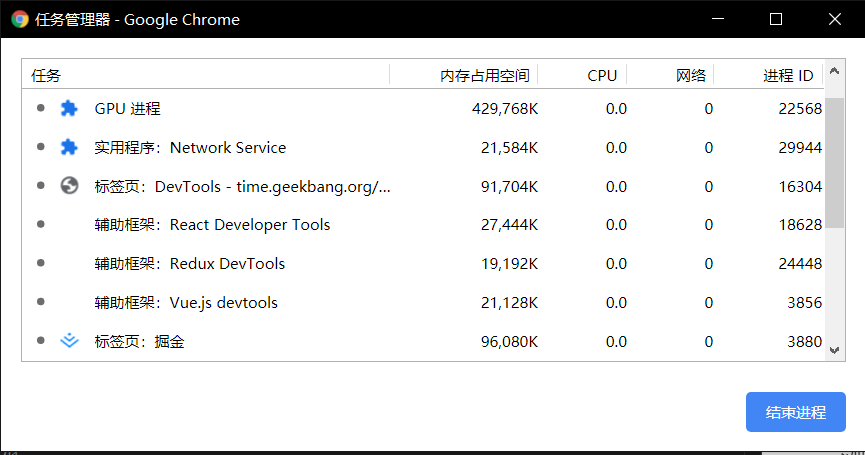 任务管理器 - Google Chrome
任务 内存占用空间 CPU 网络 进程 ID
GPU 进程 429,768K 0.0 0 22568
实用程序：Network Service 21,584K 0.0 0 29944
标签页：DevTools - time.geekbang.org/... 91,704K 0.0 0 16304
辅助框架：React Developer Tools 27,444K 0.0 0 18628
辅助框架：Redux DevTools 19,192K 0.0 0 24448
辅助框架：Vue.js devtools 21,128K 0.0 0 3856
标签页：掘金 96,080K 0.0 0 3880
结束进程